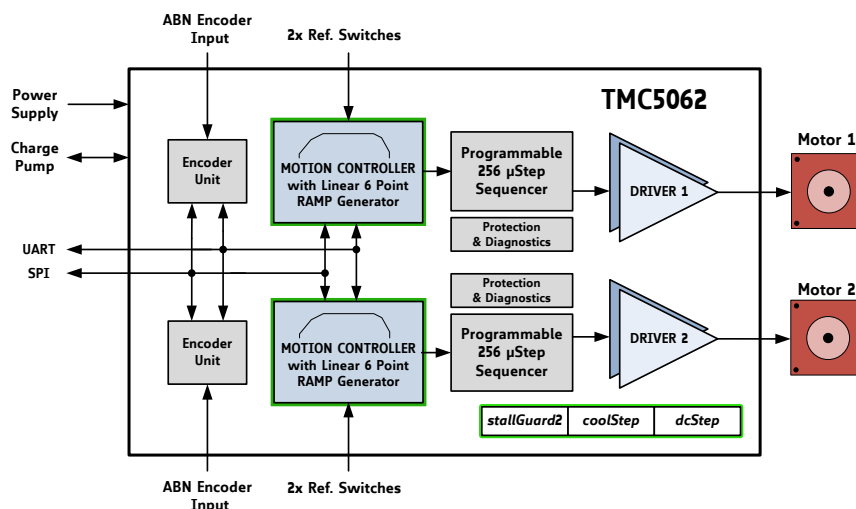 ABN Encoder
Input
2x Ref. Switches
TMC5062
Power
Supply
Charge
Pump
UART
SPI
Encoder
Unit
MOTION CONTROLLER
with Linear 6 Point
RAMP Generator
Programmable
256 µStep
Sequencer
DRIVER 1
Motor 1
Protection
& Diagnostics
Protection
& Diagnostics
Motor 2
Encoder
Unit
MOTION CONTROLLER
with Linear 6 Point
RAMP Generator
Programmable
256 µStep
Sequencer
DRIVER 2
stallGuard2
coolStep
dcStep
ABN Encoder
Input
2x Ref. Switches